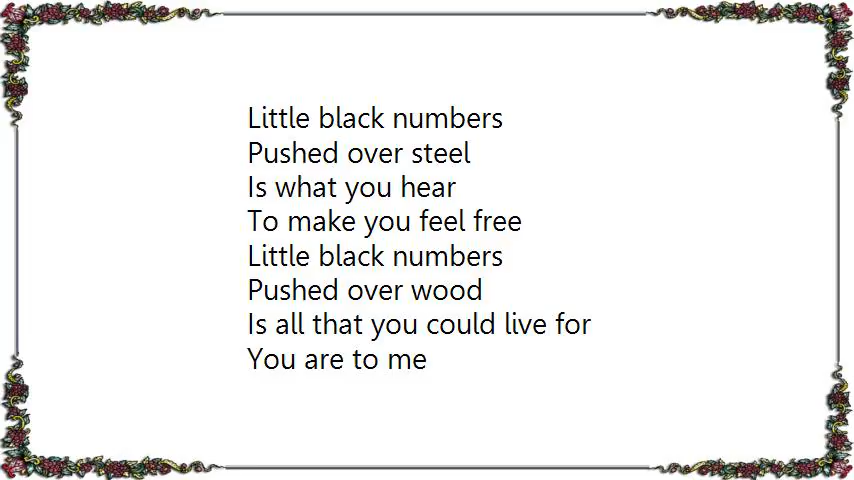 Little black numbers
Pushed over steel
Is what you hear
To make you feel free
Little black numbers
Pushed over wood
Is all that you could live for
You are to me